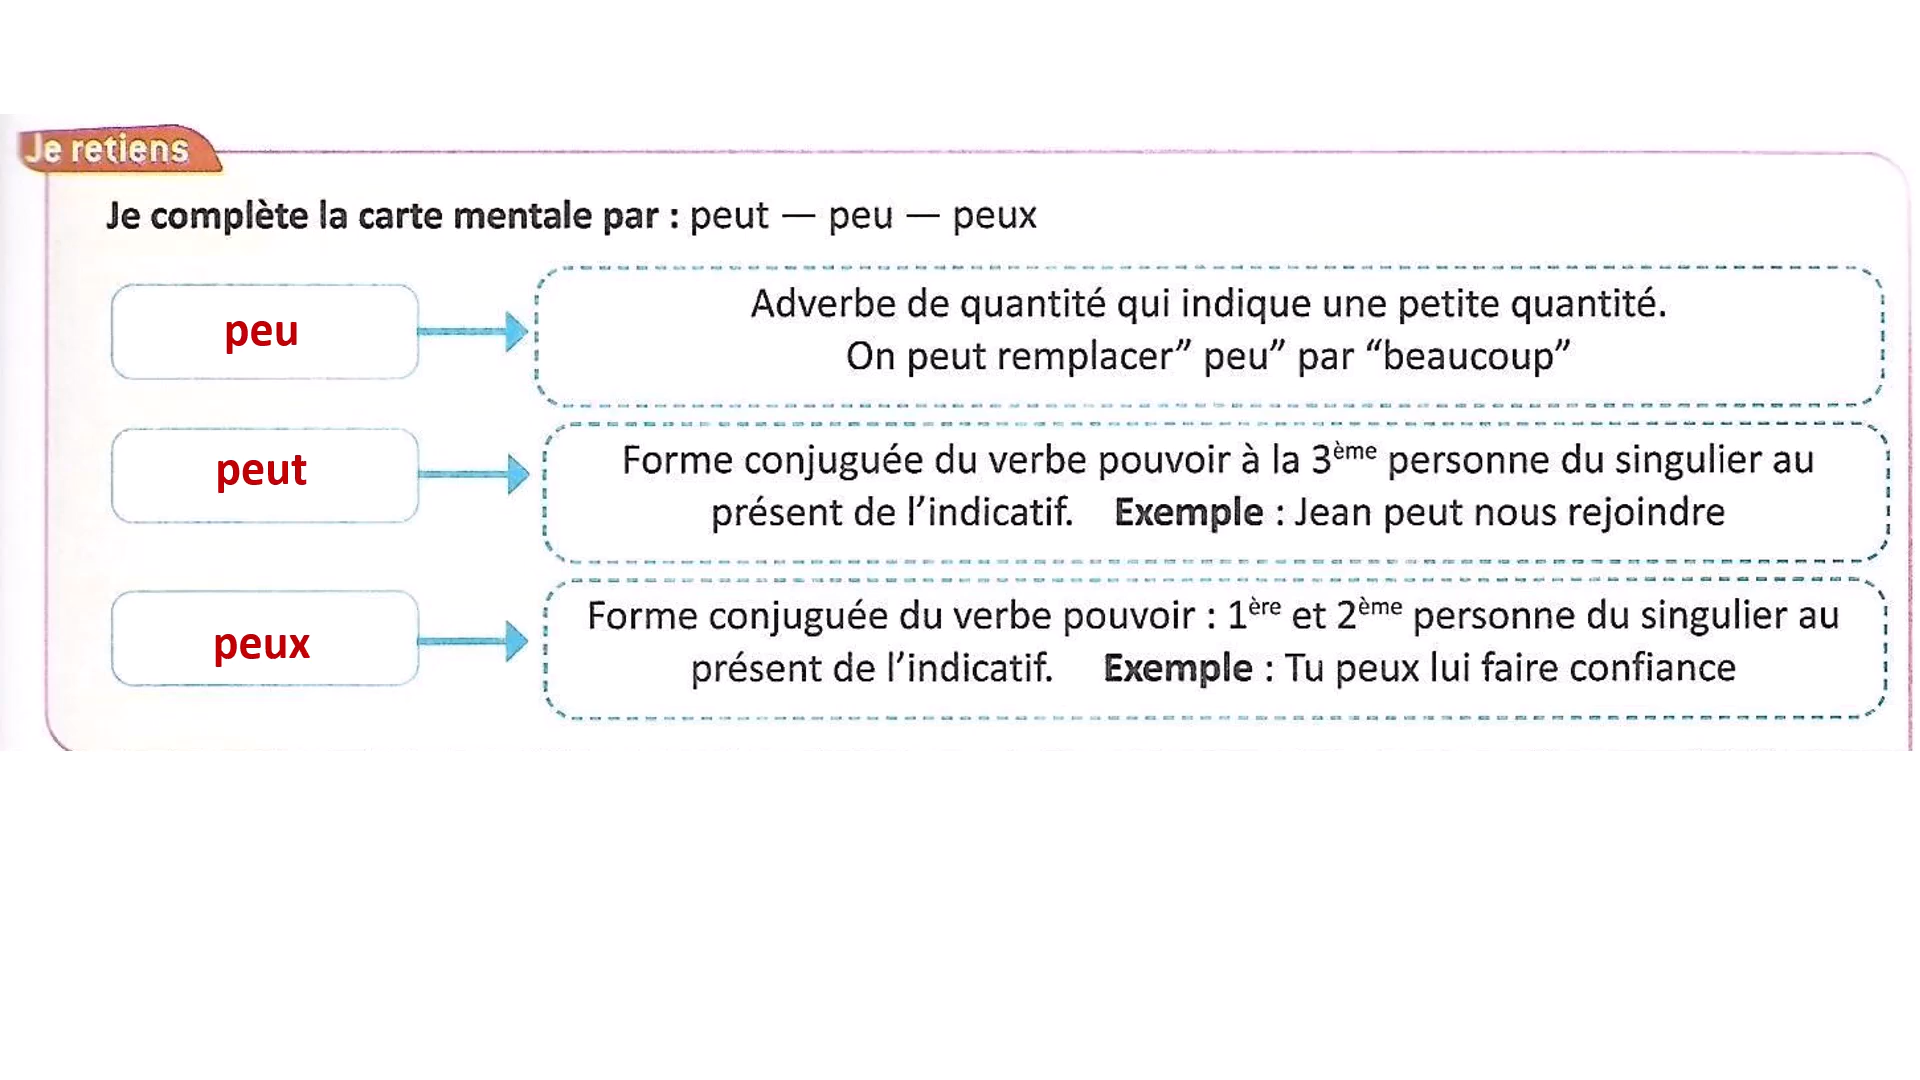 Je retiens
Je complète la carte mentale par : peut — peu — peux
peu
Adverbe de quantité qui indique une petite quantité.
On peut remplacer” peu” par “beaucoup”
peut
Forme conjuguée du verbe pouvoir à la 3ème personne du singulier au
présent de l’indicatif. Exemple : Jean peut nous rejoindre
peux
Forme conjuguée du verbe pouvoir : 1ère et 2ème personne du singulier au
présent de l’indicatif. Exemple : Tu peux lui faire confiance